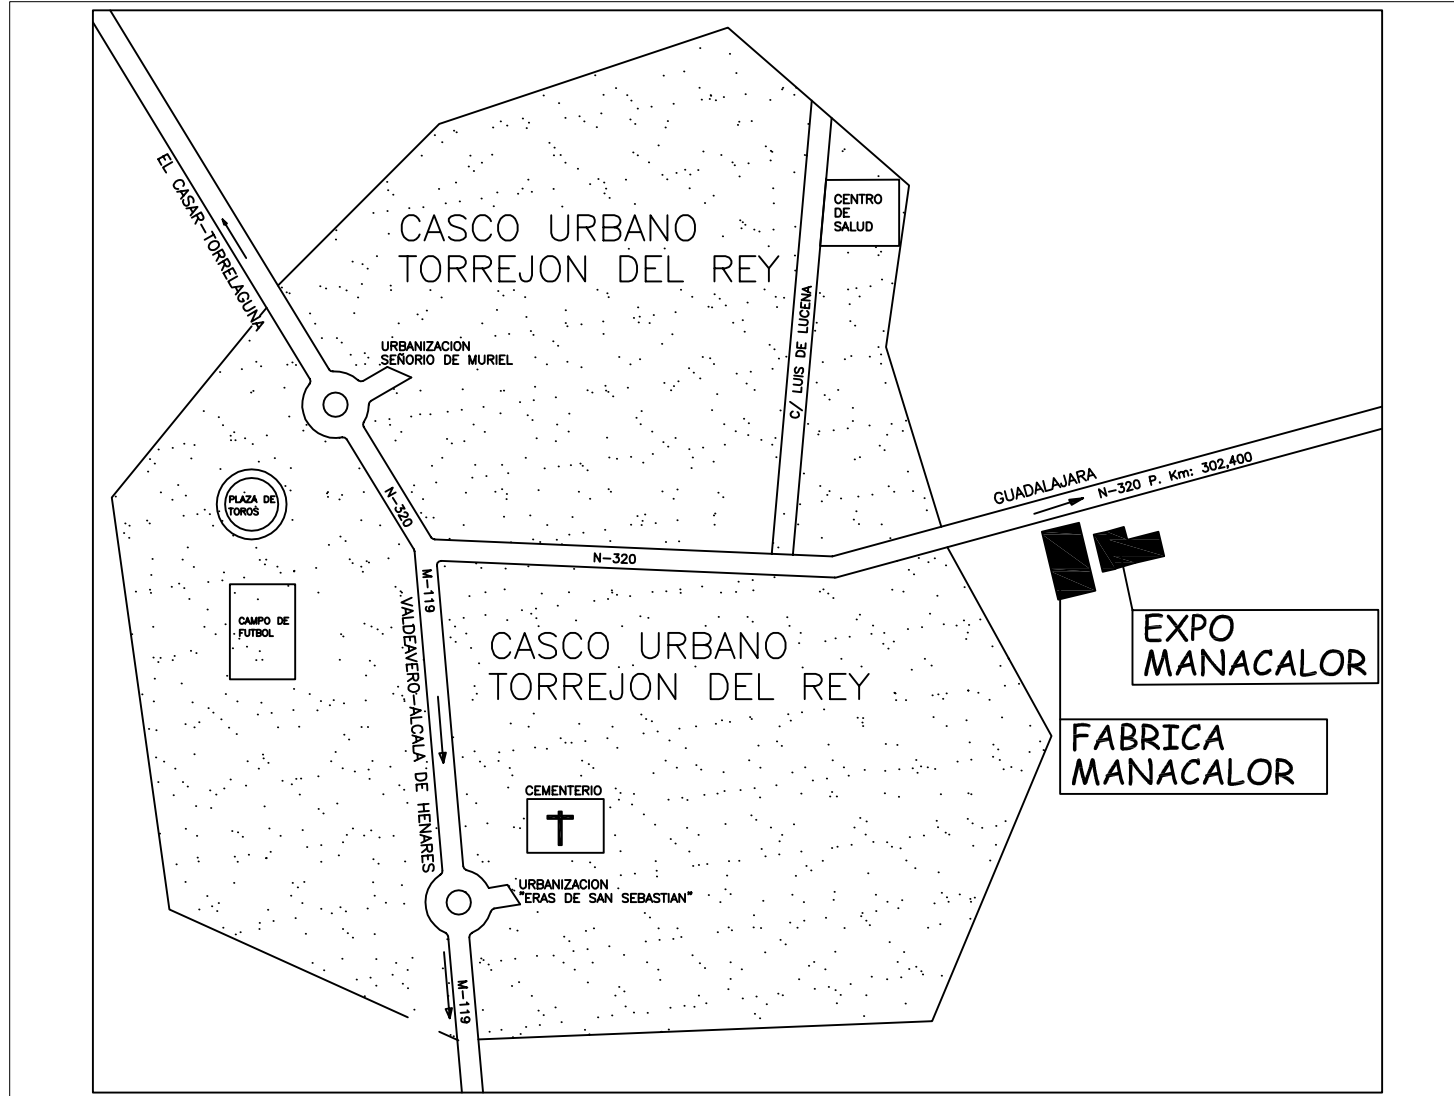 EL CASAR-TORRELAGUNA
CASCO URBANO
TORREJON DEL REY
CENTRO
DE
SALUD
C/ LUIS DE LUCENA
URBANIZACION
SEÑORIO DE MURIEL
GUADALAJARA
N-320 P. Km: 302,400
PLAZA DE
TOROS
N-320
N-320
M-119
VALDEAVERO-ALCALA DE HENARES
CAMPO DE
FUTBOL
CASCO URBANO
TORREJON DEL REY
EXPO
MANACALOR
FABRICA
MANACALOR
CEMENTERIO
URBANIZACION
"ERAS DE SAN SEBASTIAN"
M-119